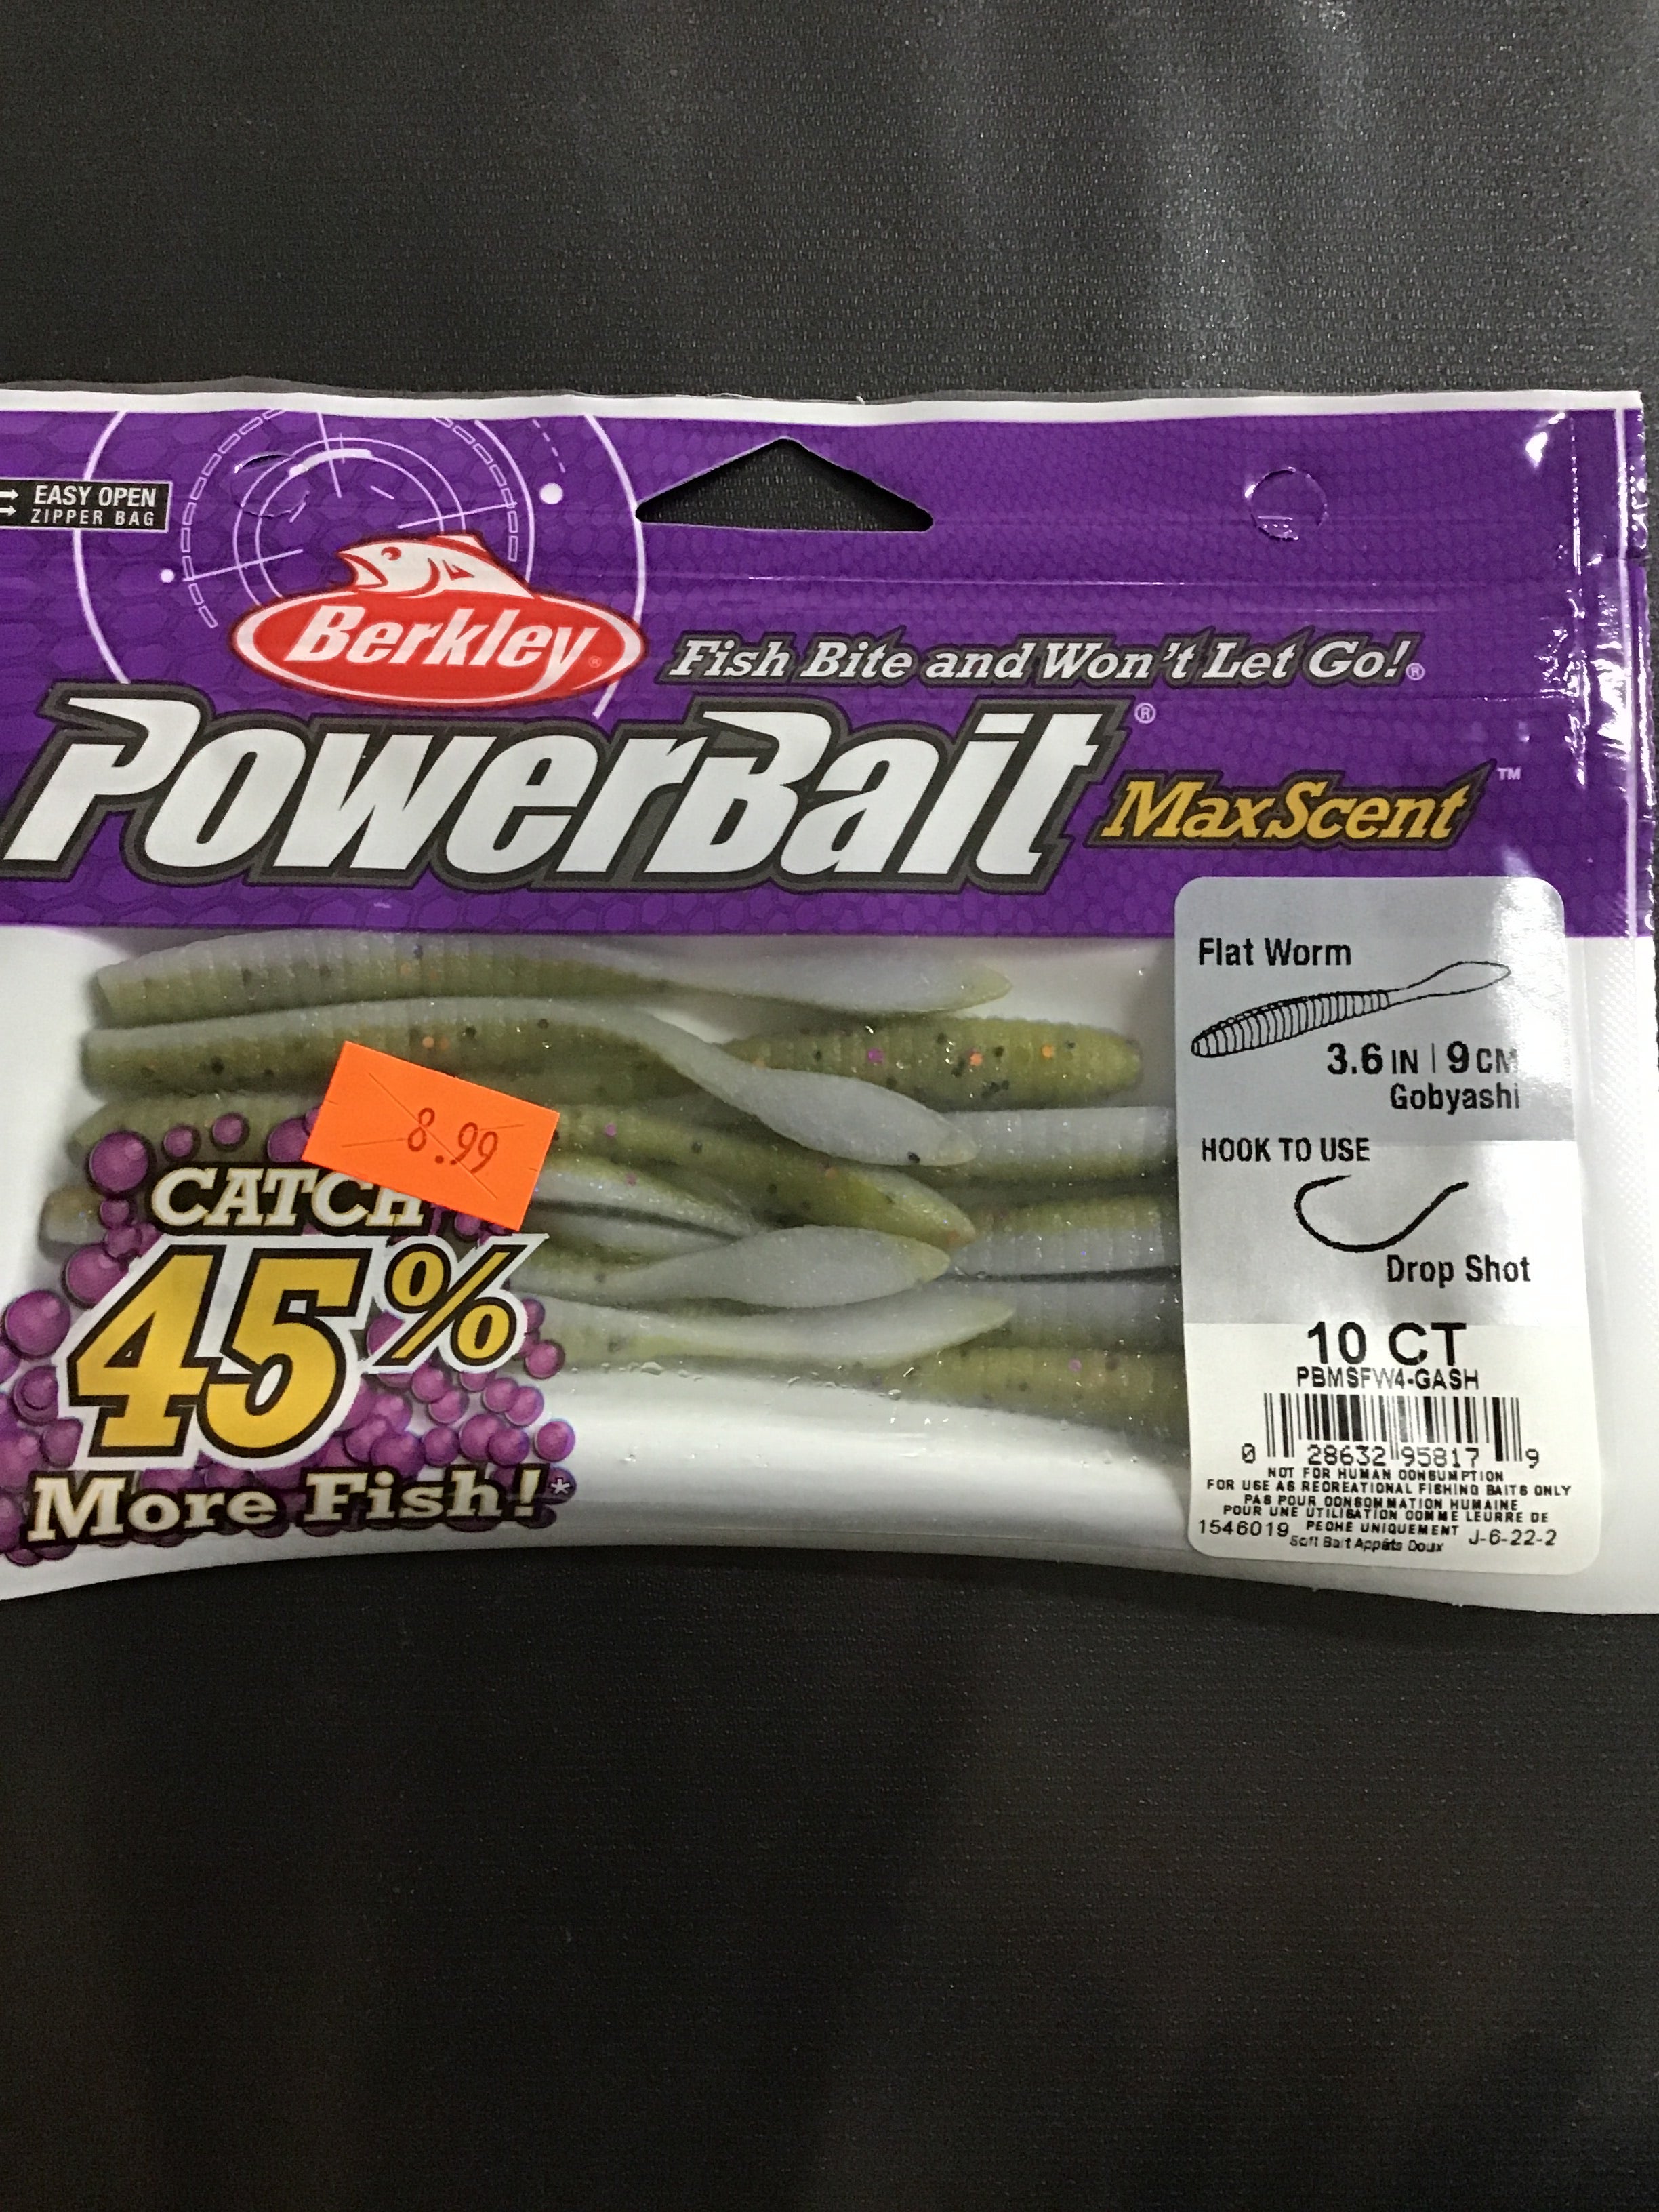 EASY OPEN
ZIPPER BAG
Berkley®
Fish Bite and Won't Let Go!®
PowerBait®
MaxScent™
Flat Worm
3.6 IN | 9 CM
Gobyashi
HOOK TO USE
Drop Shot
8.99
CATCH
45%
More Fish!*
10 CT
PBMSFW4-GASH
0 28632 95817 9
NOT FOR HUMAN CONSUMPTION
FOR USE AS RECREATIONAL FISHING BAITS ONLY
PAS POUR CONSOMMATION HUMAINE
POUR UNE UTILISATION COMME LEURRE DE
1546019 PECHE UNIQUEMENT J-6-22-2
Soft Bait Appâts Doux